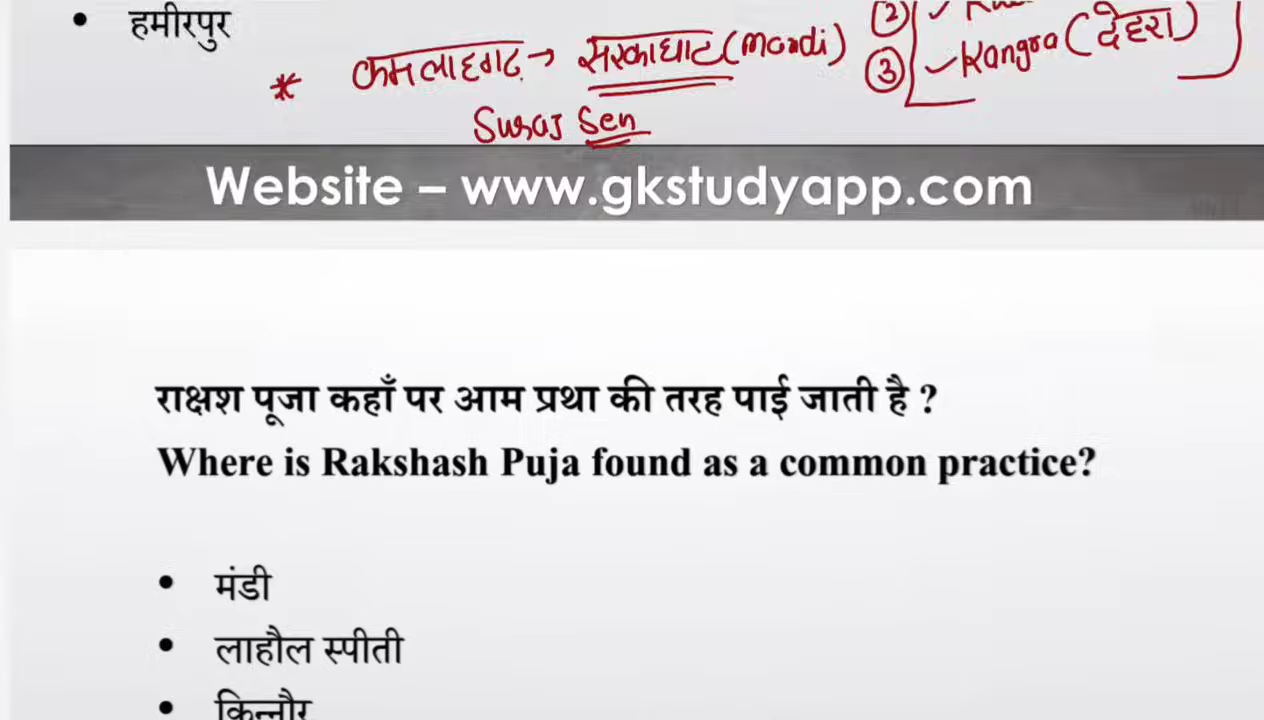 हमीरपुर
② ✓
* कमलाहगढ़ → सरकाघाट (mandi) ③ ✓ Kangra (देहरा)
Suraj Sen
Website – www.gkstudyapp.com
राक्षश पूजा कहाँ पर आम प्रथा की तरह पाई जाती है ?
Where is Rakshash Puja found as a common practice?
• मंडी
• लाहौल स्पीती
• किन्नौर